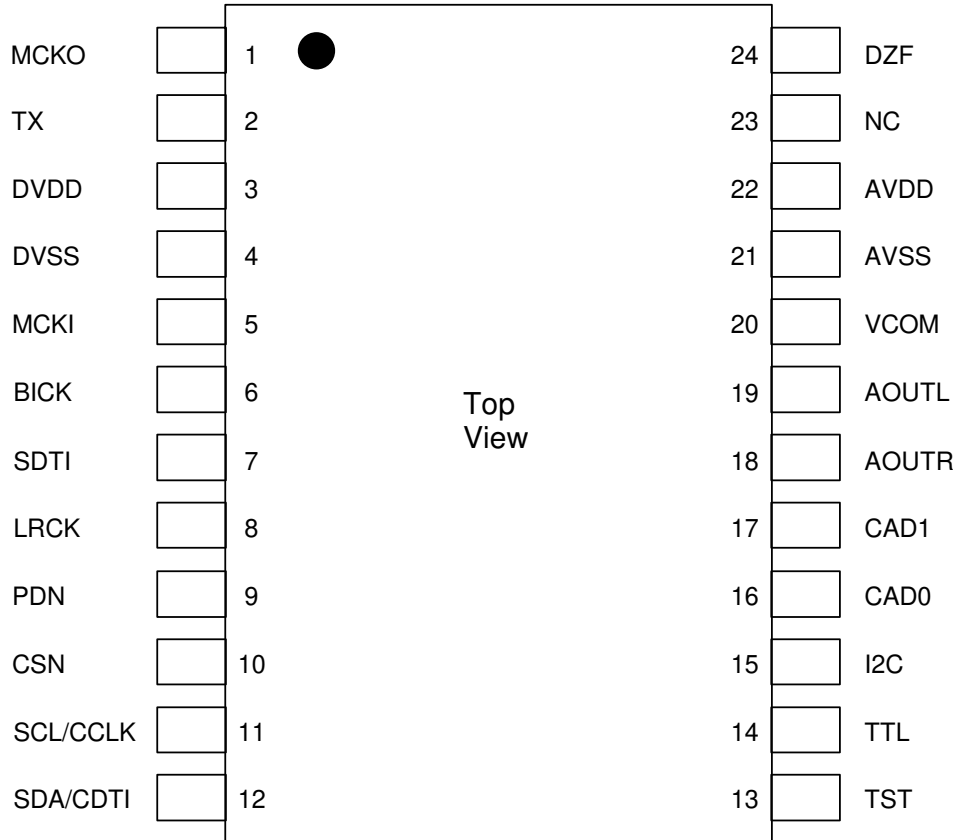 MCKO 1 24 DZF
TX 2 23 NC
DVDD 3 22 AVDD
DVSS 4 21 AVSS
MCKI 5 20 VCOM
BICK 6 19 AOUTL
Top
View
SDTI 7 18 AOUTR
LRCK 8 17 CAD1
PDN 9 16 CAD0
CSN 10 15 I2C
SCL/CCLK 11 14 TTL
SDA/CDTI 12 13 TST